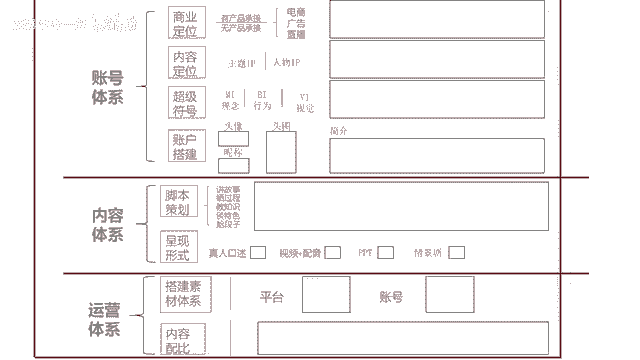 商业
定位
有产品承接
无产品承接
电商
广告
直播
内容
定位
主题IP
人物IP
账号
体系
超级
符号
MI
理念
BI
行为
VI
视觉
账户
搭建
头像
昵称
头图
简介
内容
体系
脚本
策划
讲故事
晒过程
教知识
谈特色
尬段子
呈现
形式
真人口述
视频+配音
PPT
情景剧
运营
体系
搭建素
材体系
平台
账号
内容
配比